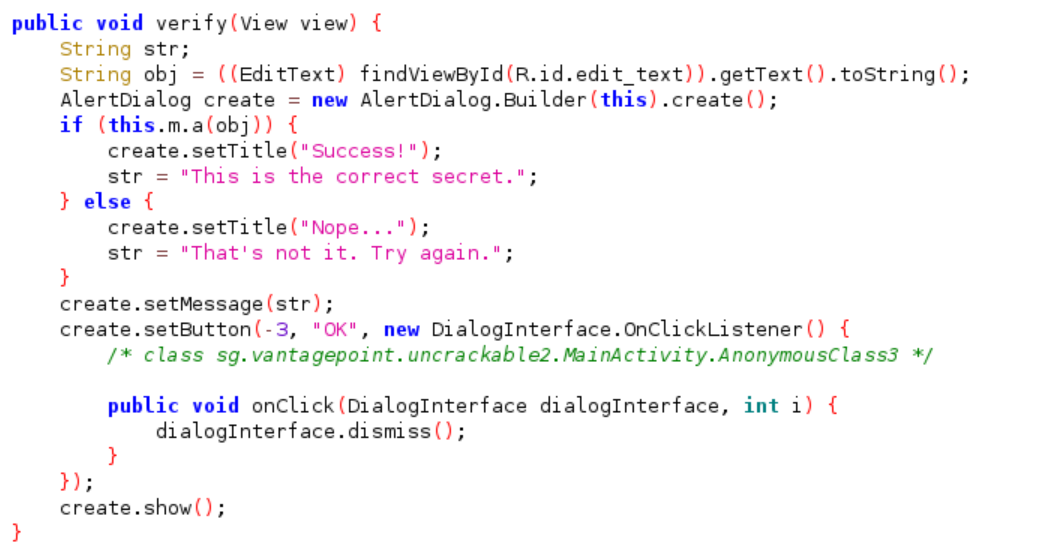 public void verify(View view) {
    String str;
    String obj = ((EditText) findViewById(R.id.edit_text)).getText().toString();
    AlertDialog create = new AlertDialog.Builder(this).create();
    if (this.m.a(obj)) {
        create.setTitle("Success!");
        str = "This is the correct secret.";
    } else {
        create.setTitle("Nope...");
        str = "That's not it. Try again.";
    }
    create.setMessage(str);
    create.setButton(-3, "OK", new DialogInterface.OnClickListener() {
        /* class sg.vantagepoint.uncrackable2.MainActivity.AnonymousClass3 */

        public void onClick(DialogInterface dialogInterface, int i) {
            dialogInterface.dismiss();
        }
    });
    create.show();
}